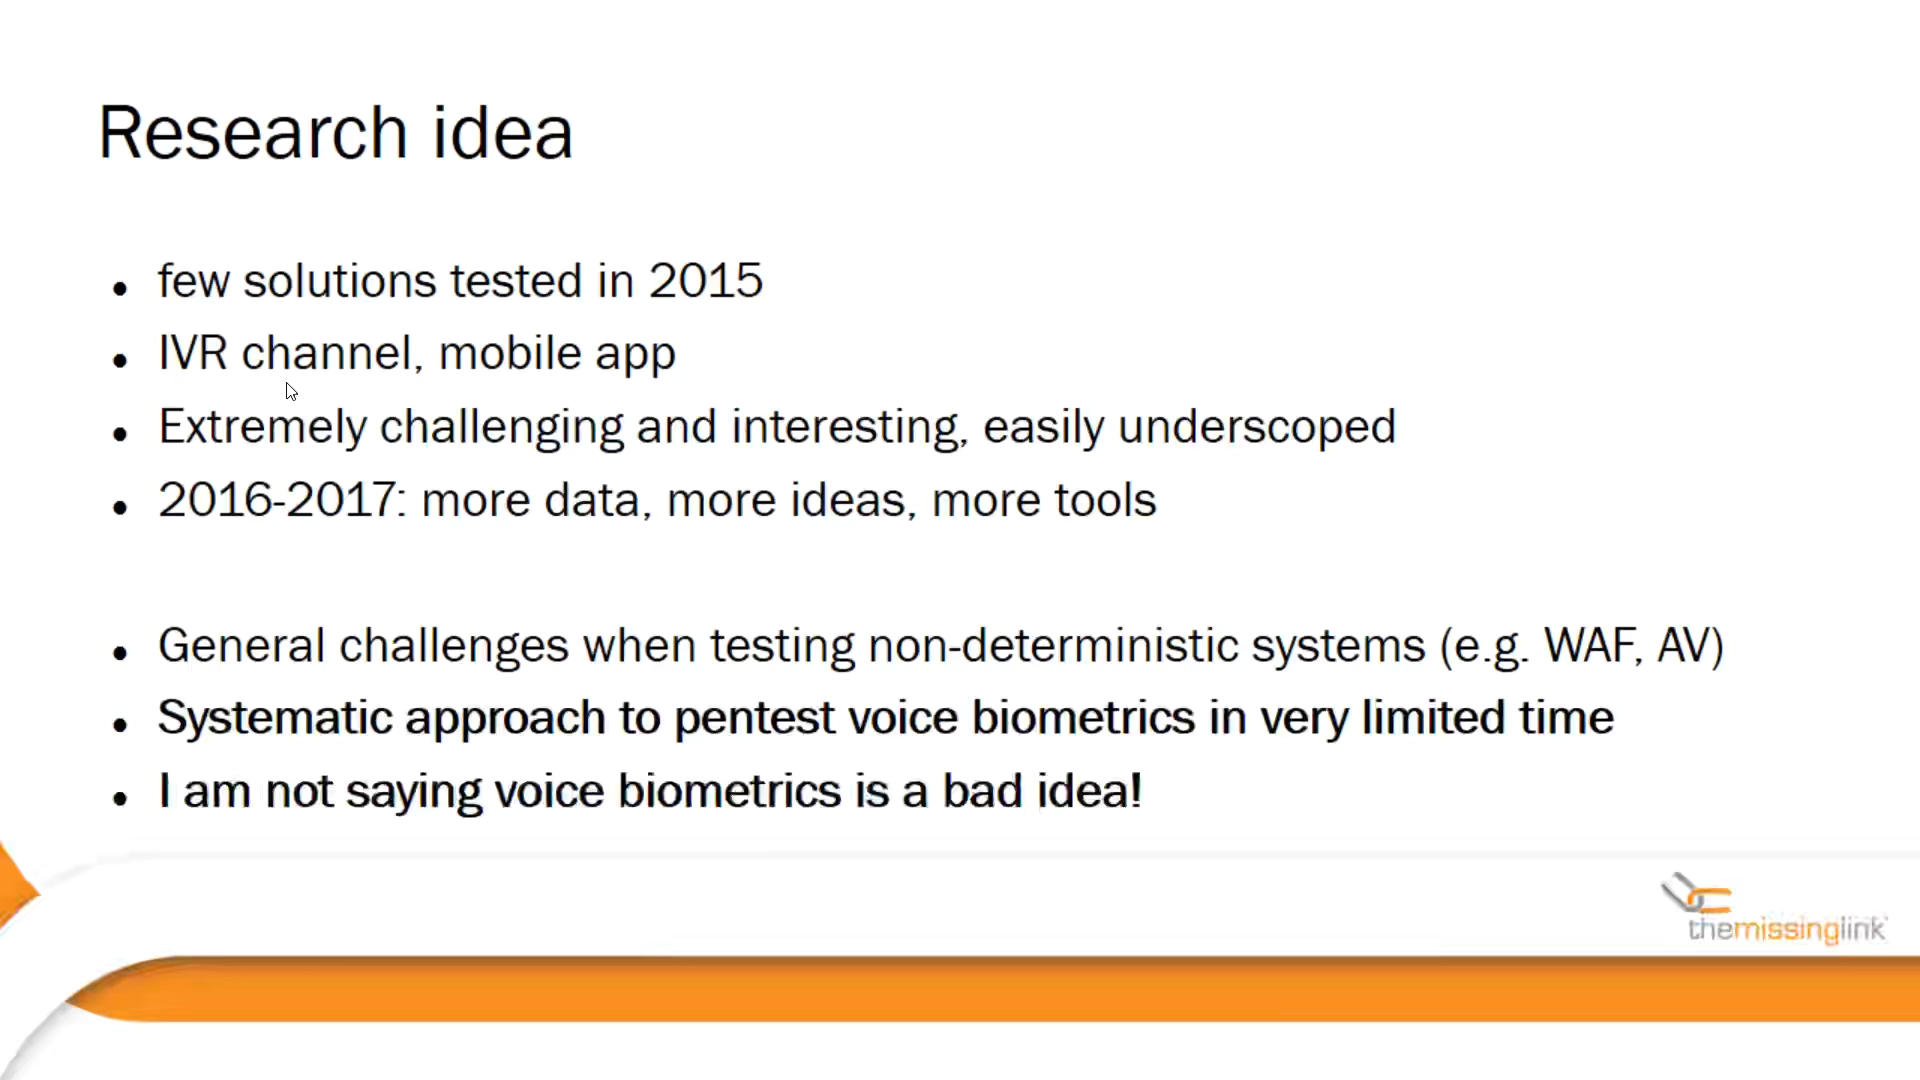 Research idea
few solutions tested in 2015
IVR channel, mobile app
Extremely challenging and interesting, easily underscoped
2016-2017: more data, more ideas, more tools
General challenges when testing non-deterministic systems (e.g. WAF, AV)
Systematic approach to pentest voice biometrics in very limited time
I am not saying voice biometrics is a bad idea!
themissinglink